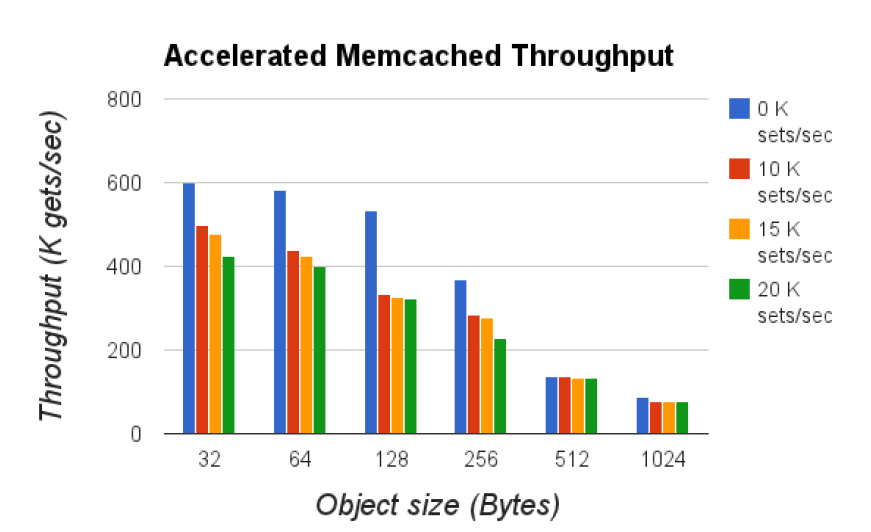 Accelerated Memcached Throughput
Throughput (K gets/sec)
800
600
400
200
0
32 64 128 256 512 1024
Object size (Bytes)
0 K
sets/sec
10 K
sets/sec
15 K
sets/sec
20 K
sets/sec